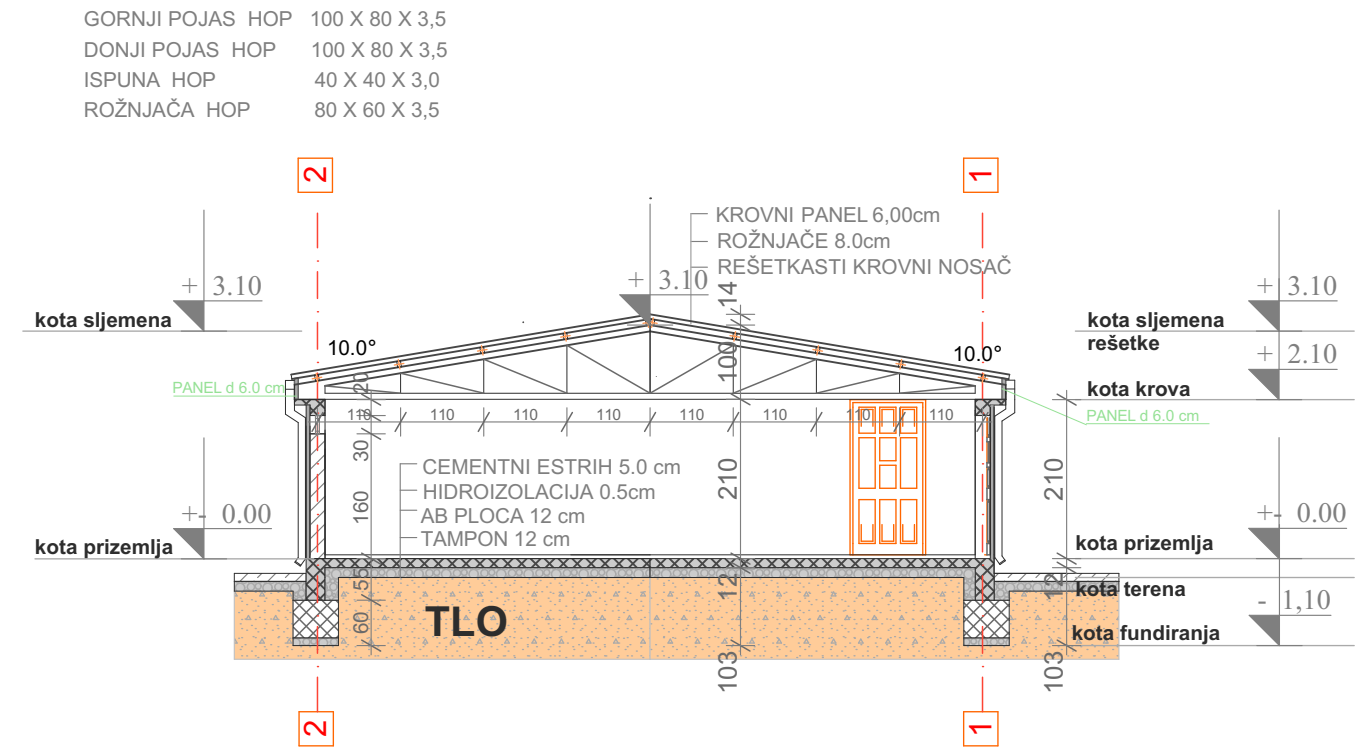 GORNJI POJAS HOP 100 X 80 X 3,5
DONJI POJAS HOP 100 X 80 X 3,5
ISPUNA HOP 40 X 40 X 3,0
ROŽNJAČA HOP 80 X 60 X 3,5
2
1
KROVNI PANEL 6,00cm
ROŽNJAČE 8.0cm
REŠETKASTI KROVNI NOSAČ
+ 3.10
+ 3.10
+ 3.10
14
kota sljemena
kota sljemena
rešetke
10.0°
10.0°
100
+ 2.10
PANEL d 6.0 cm
20
kota krova
110 110 110 110 110 110 110 110
PANEL d 6.0 cm
30
CEMENTNI ESTRIH 5.0 cm
HIDROIZOLACIJA 0.5cm
AB PLOCA 12 cm
TAMPON 12 cm
160
210
210
+- 0.00
+- 0.00
kota prizemlja
kota prizemlja
55
12
12
kota terena
- 1,10
60
TLO
kota fundiranja
103
103
2
1